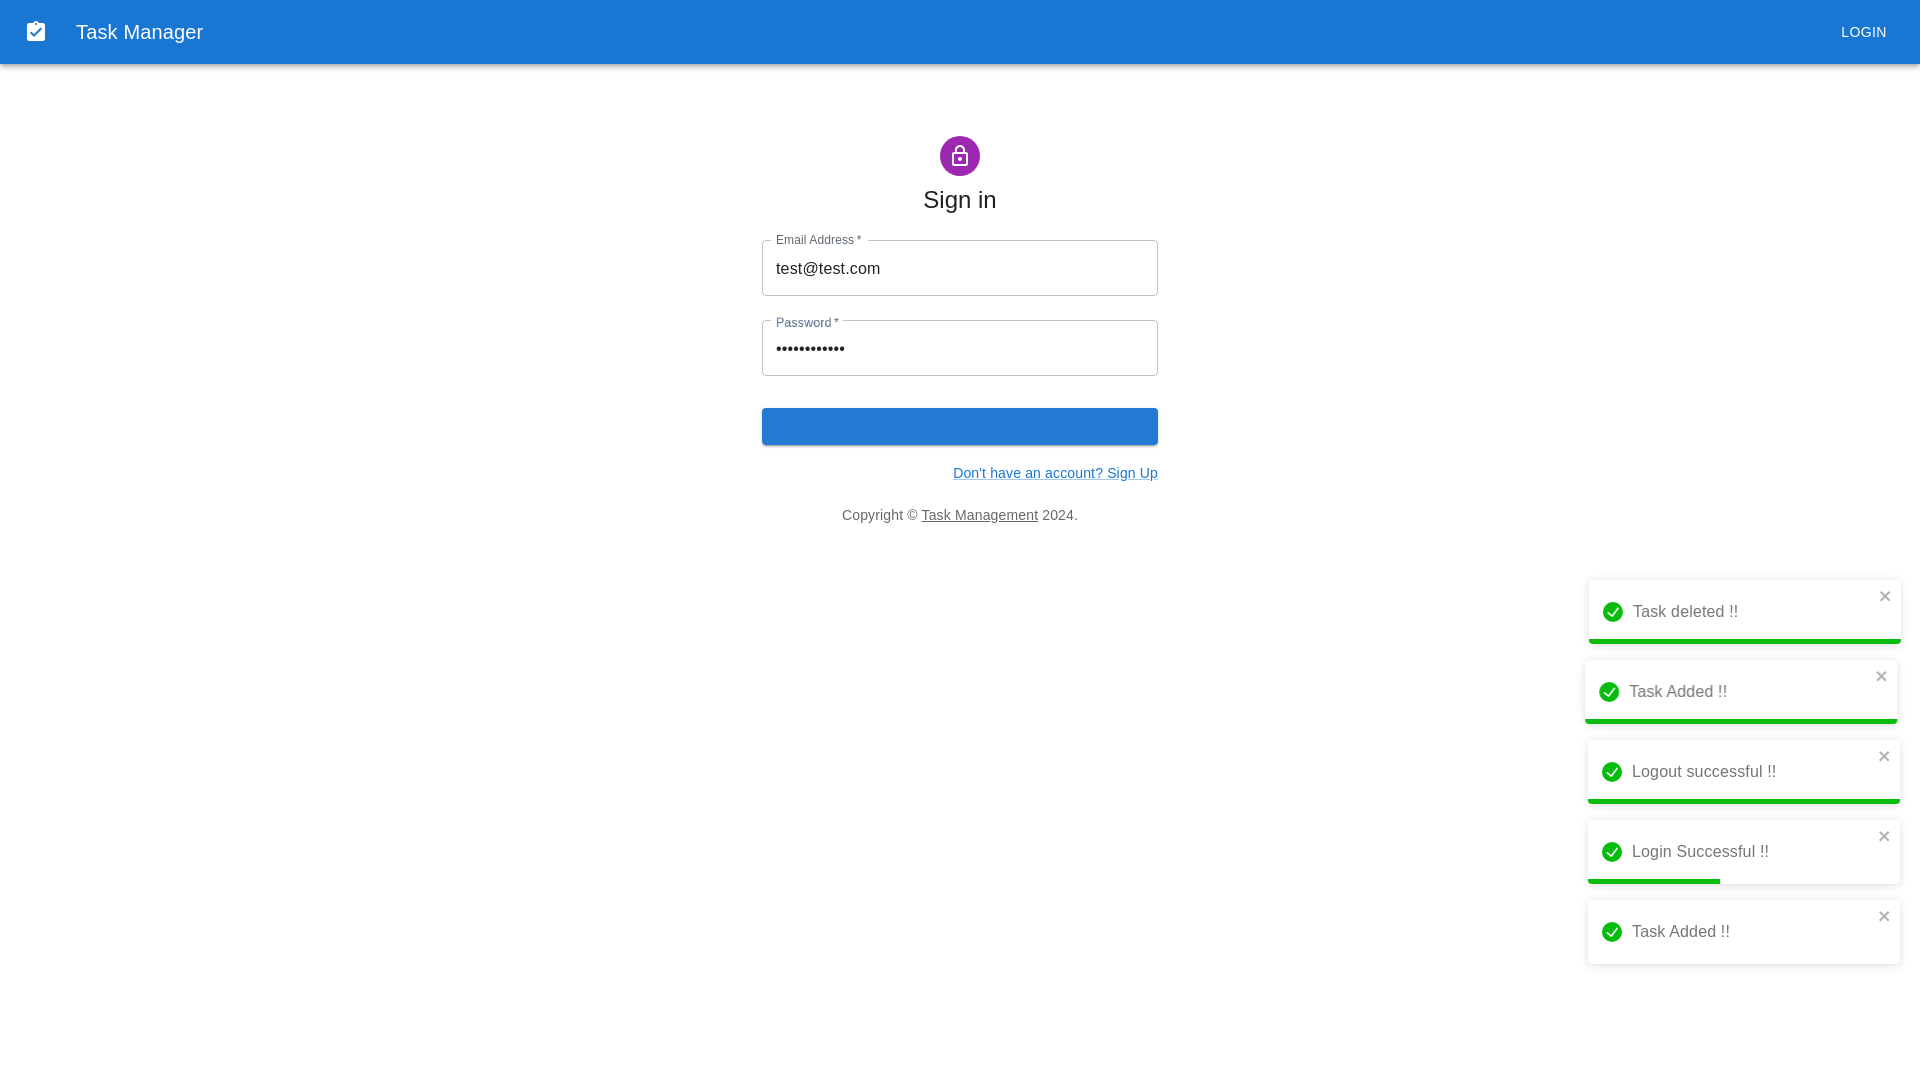 Task Manager
LOGIN
Sign in
Email Address *
test@test.com
Password *
••••••••••••
Don't have an account? Sign Up
Copyright © Task Management 2024.
Task deleted !!
Task Added !!
Logout successful !!
Login Successful !!
Task Added !!